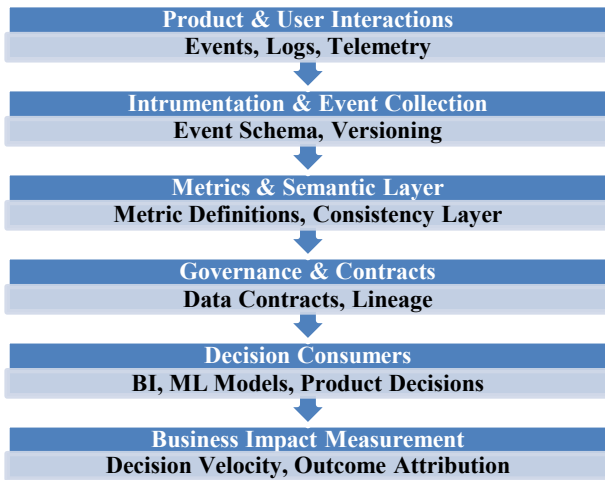 Product & User Interactions
Events, Logs, Telemetry
Intrumentation & Event Collection
Event Schema, Versioning
Metrics & Semantic Layer
Metric Definitions, Consistency Layer
Governance & Contracts
Data Contracts, Lineage
Decision Consumers
BI, ML Models, Product Decisions
Business Impact Measurement
Decision Velocity, Outcome Attribution